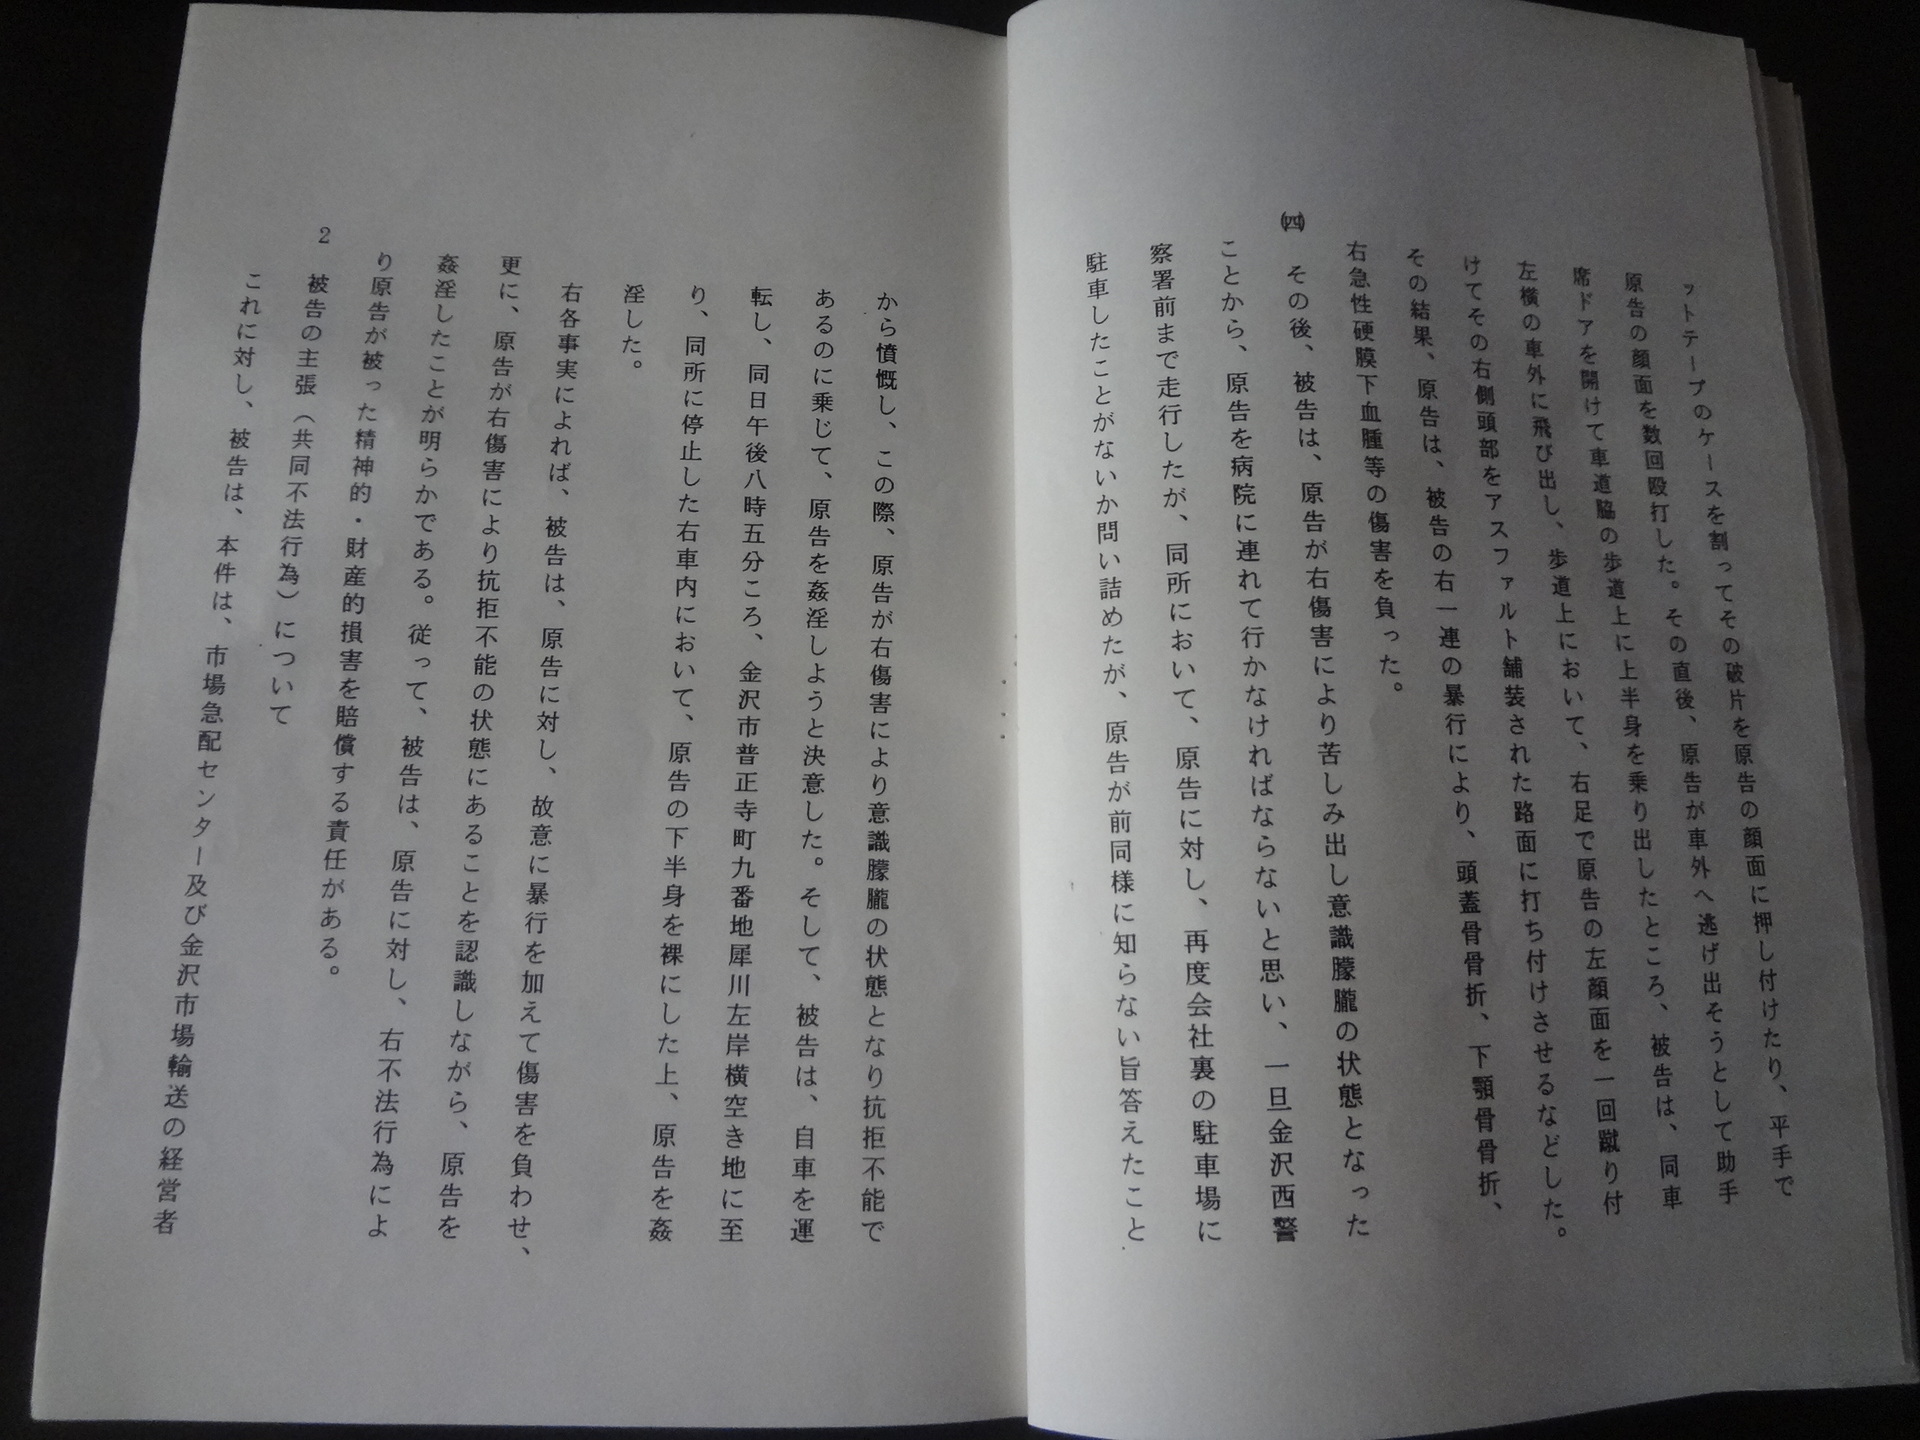 ットテープのケースを割ってその破片を原告の顔面に押し付けたり、平手で
原告の顔面を数回殴打した。その直後、原告が車外へ逃げ出そうとして助手
席ドアを開けて車道脇の歩道上に上半身を乗り出したところ、被告は、同車
左横の車外に飛び出し、歩道上において、右足で原告の左顔面を一回蹴り付
けてその右側頭部をアスファルト舗装された路面に打ち付けさせるなどした。
その結果、原告は、被告の右一連の暴行により、頭蓋骨骨折、下顎骨骨折、
右急性硬膜下血腫等の傷害を負った。
㈣ その後、被告は、原告が右傷害により苦しみ出し意識朦朧の状態となった
ことから、原告を病院に連れて行かなければならないと思い、一旦金沢西警
察署前まで走行したが、同所において、原告に対し、再度会社裏の駐車場に
駐車したことがないか問い詰めたが、原告が前同様に知らない旨答えたこと
から憤慨し、この際、原告が右傷害により意識朦朧の状態となり抗拒不能で
あるのに乗じて、原告を姦淫しようと決意した。そして、被告は、自車を運
転し、同日午後八時五分ころ、金沢市普正寺町九番地犀川左岸横空き地に至
り、同所に停止した右車内において、原告の下半身を裸にした上、原告を姦
淫した。
右各事実によれば、被告は、原告に対し、故意に暴行を加えて傷害を負わせ、
更に、原告が右傷害により抗拒不能の状態にあることを認識しながら、原告を
姦淫したことが明らかである。従って、被告は、原告に対し、右不法行為によ
り原告が被った精神的・財産的損害を賠償する責任がある。
2 被告の主張（共同不法行為）について
これに対し、被告は、本件は、市場急配センター及び金沢市場輸送の経営者